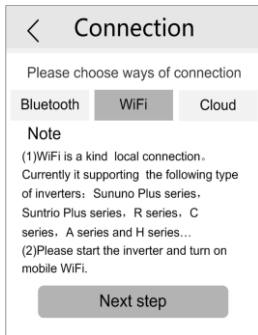 Connection
Please choose ways of connection
Bluetooth WiFi Cloud
Note
(1)WiFi is a kind local connection。
Currently it supporting the following type
of inverters：Sununo Plus series，
Suntrio Plus series，R series，C
series，A series and H series…
(2)Please start the inverter and turn on
mobile WiFi.
Next step